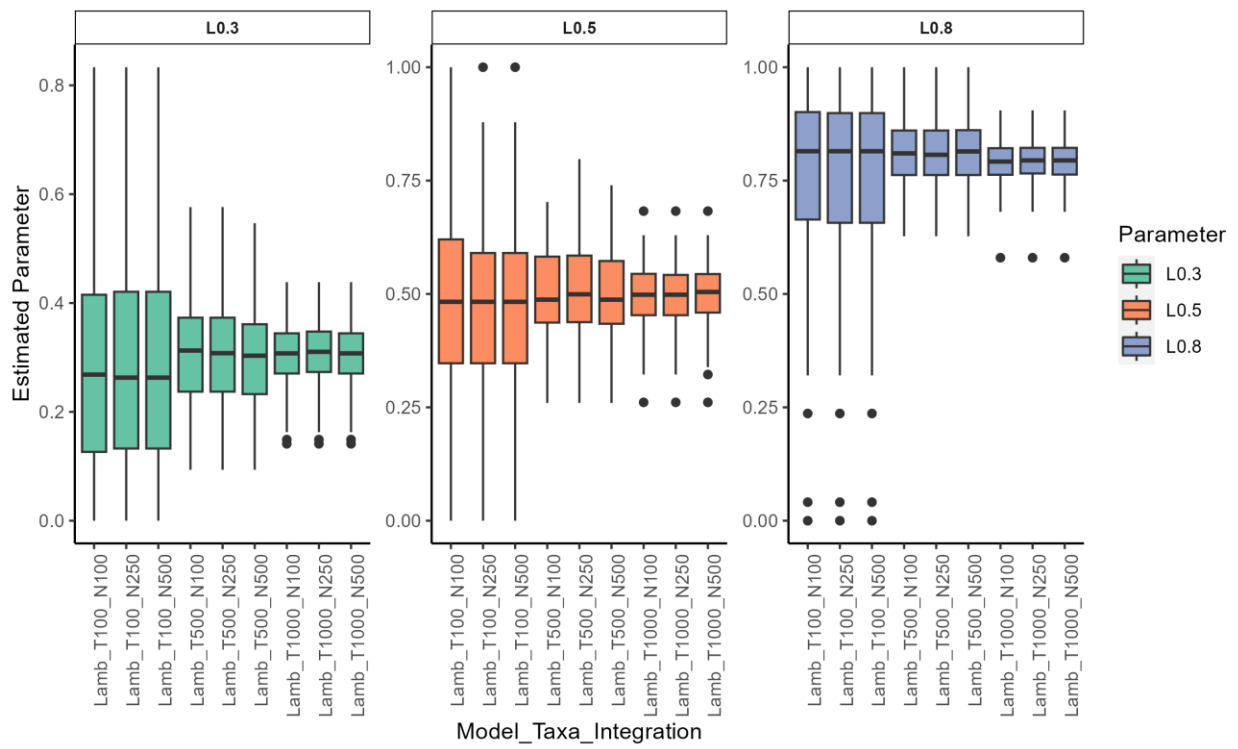 L0.3
L0.5
L0.8
Estimated Parameter
0.8
0.6
0.4
0.2
0.0
1.00
0.75
0.50
0.25
0.00
1.00
0.75
0.50
0.25
0.00
Lamb_T100_N100
Lamb_T100_N250
Lamb_T100_N500
Lamb_T500_N100
Lamb_T500_N250
Lamb_T500_N500
Lamb_T1000_N100
Lamb_T1000_N250
Lamb_T1000_N500
Lamb_T100_N100
Lamb_T100_N250
Lamb_T100_N500
Lamb_T500_N100
Lamb_T500_N250
Lamb_T500_N500
Lamb_T1000_N100
Lamb_T1000_N250
Lamb_T1000_N500
Lamb_T100_N100
Lamb_T100_N250
Lamb_T100_N500
Lamb_T500_N100
Lamb_T500_N250
Lamb_T500_N500
Lamb_T1000_N100
Lamb_T1000_N250
Lamb_T1000_N500
Model_Taxa_Integration
Parameter
L0.3
L0.5
L0.8